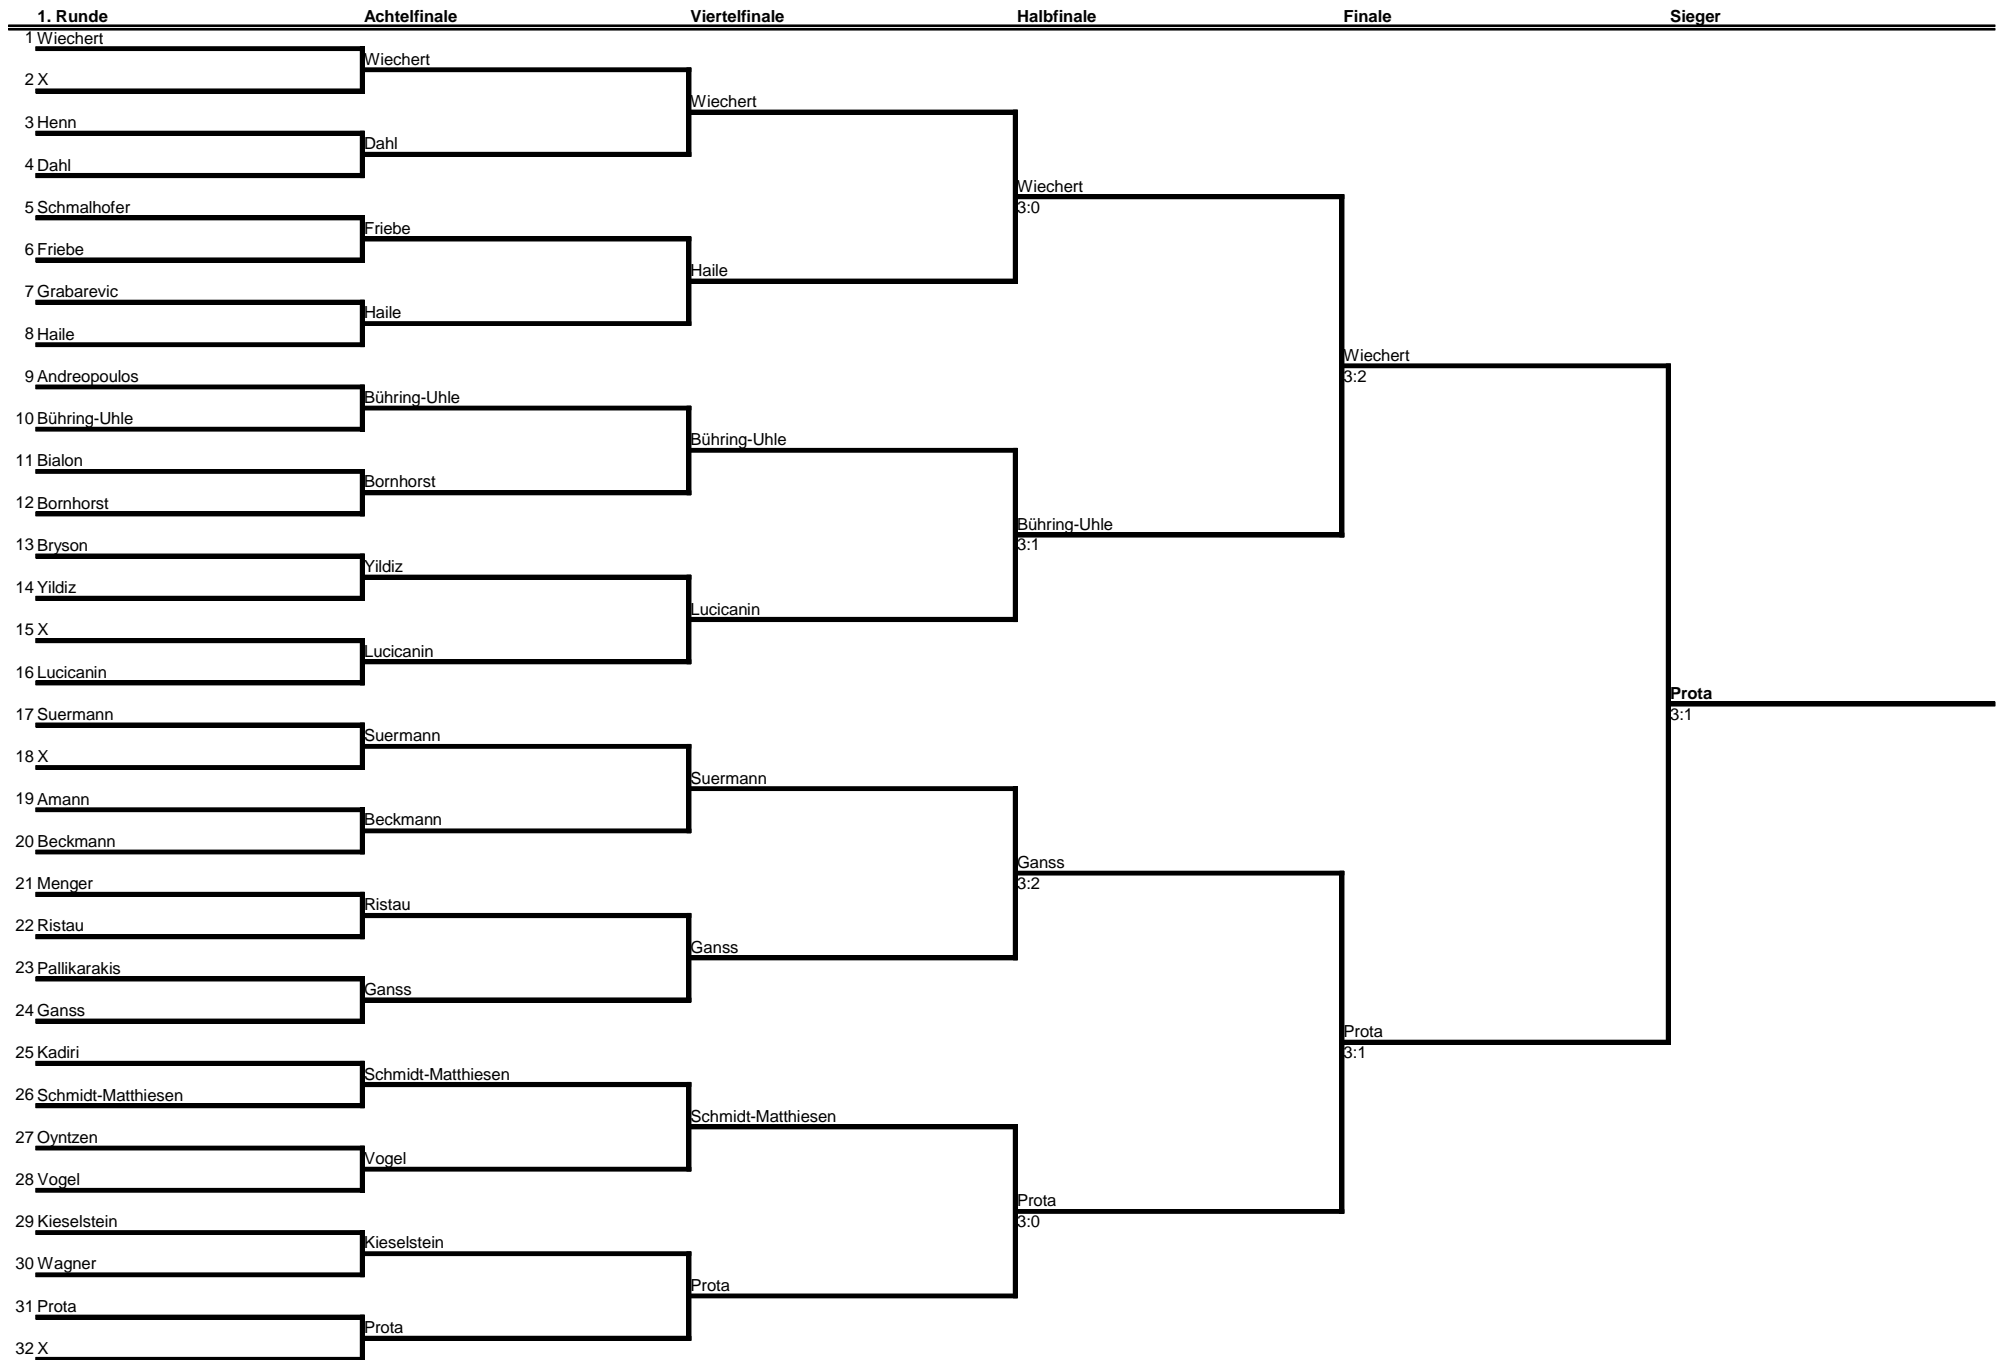 1. Runde Achtelfinale Viertelfinale Halbfinale Finale Sieger
1 Wiechert
Wiechert
2 X
Wiechert
3 Henn
Dahl
4 Dahl
Wiechert
5 Schmalhofer
3:0
Friebe
6 Friebe
Haile
7 Grabarevic
Haile
8 Haile
Wiechert
9 Andreopoulos
3:2
Bühring-Uhle
10 Bühring-Uhle
Bühring-Uhle
11 Bialon
Bornhorst
12 Bornhorst
Bühring-Uhle
13 Bryson
3:1
Yildiz
14 Yildiz
Lucicanin
15 X
Lucicanin
16 Lucicanin
Prota
17 Suermann
3:1
Suermann
18 X
Suermann
19 Amann
Beckmann
20 Beckmann
Ganss
21 Menger
3:2
Ristau
22 Ristau
Ganss
23 Pallikarakis
Ganss
24 Ganss
Prota
25 Kadiri
3:1
Schmidt-Matthiesen
26 Schmidt-Matthiesen
Schmidt-Matthiesen
27 Oyntzen
Vogel
28 Vogel
Prota
29 Kieselstein
3:0
Kieselstein
30 Wagner
Prota
31 Prota
Prota
32 X